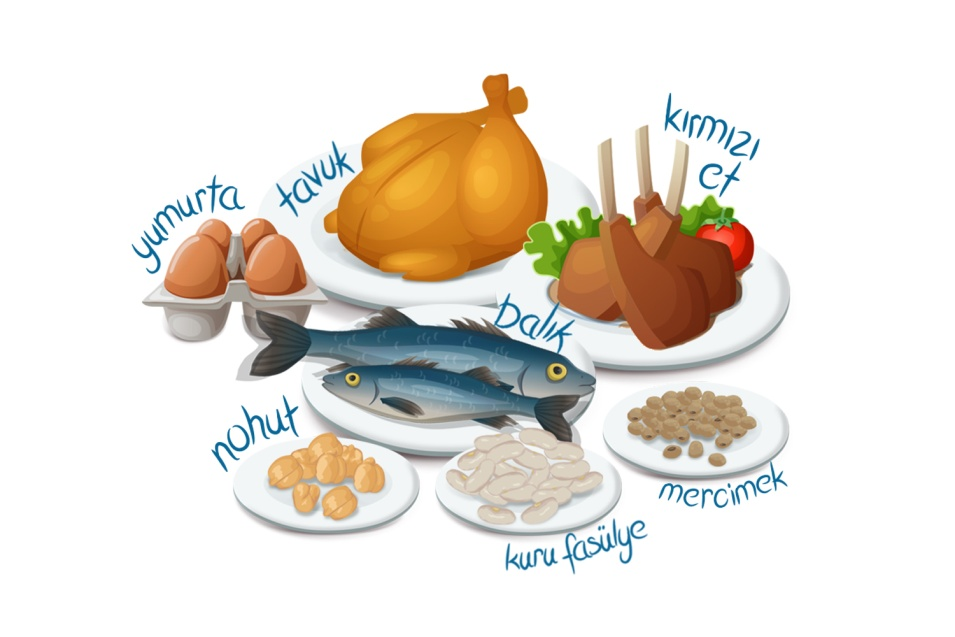 tavuk
kırmızı
et
yumurta
balık
nohut
mercimek
kuru fasülye